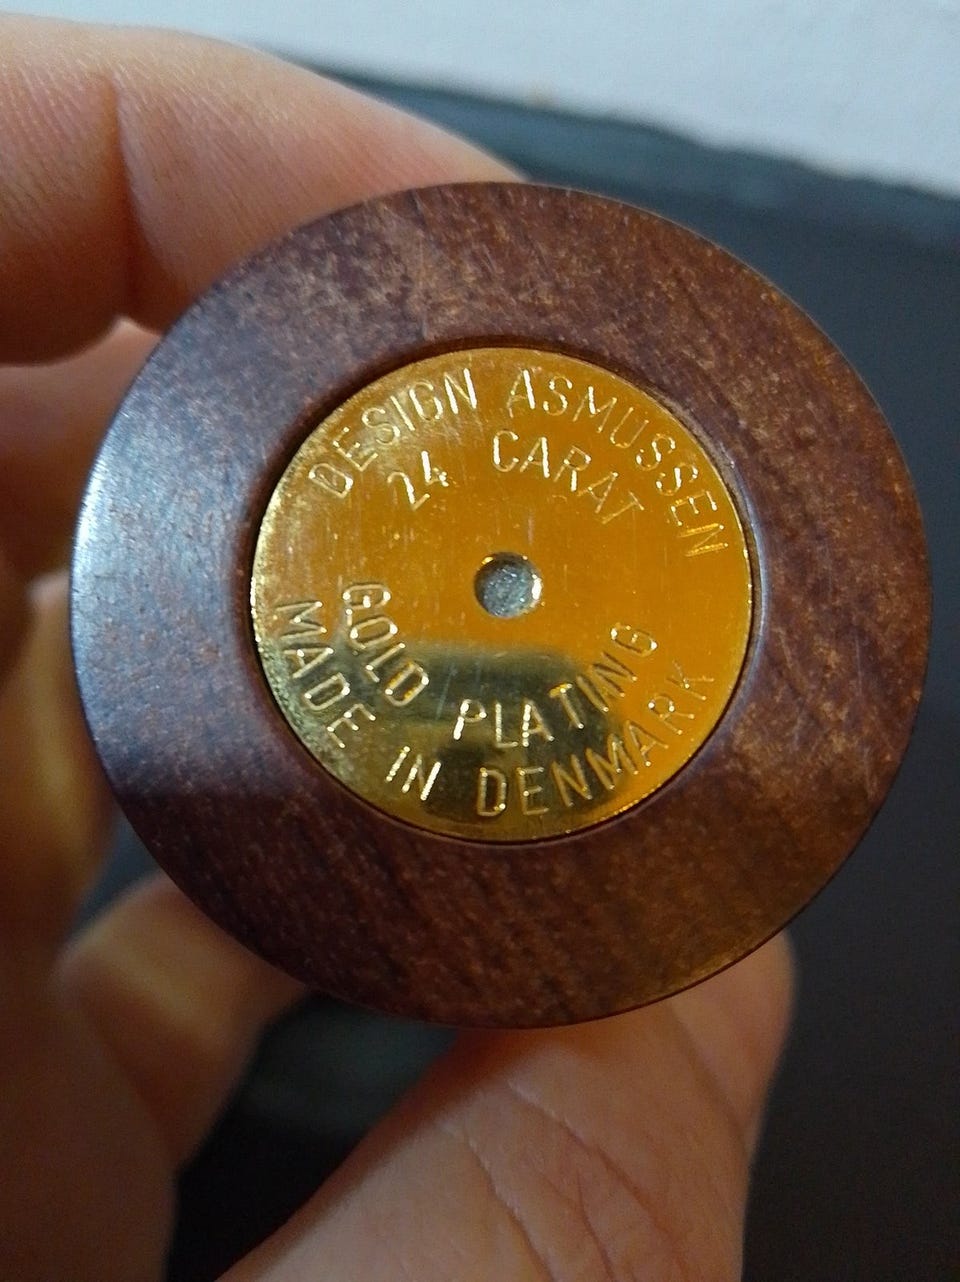 DESIGN ASMUSSEN
24 CARAT
GOLD PLATING
MADE IN DENMARK